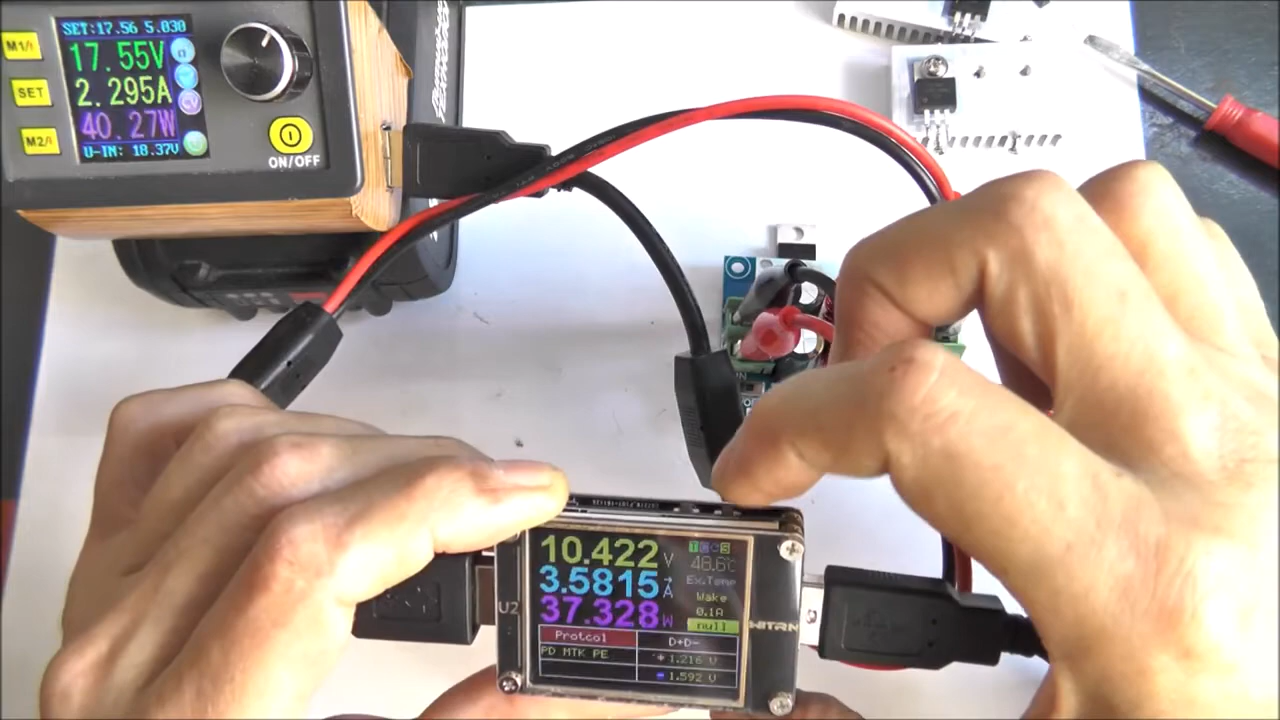 SET:17.56 5.030
17.55V
2.295A
40.27W
U-IN: 18.37V
CV
M1/
SET
M2/
ON/OFF
10.422 V
3.5815 A
37.328 W
48.6℃
Ex.Temp
Wake
0.1A
null
U2
Protcol
D+D-
PD MTK PE
+ 1.216 V
- 1.592 V
IN